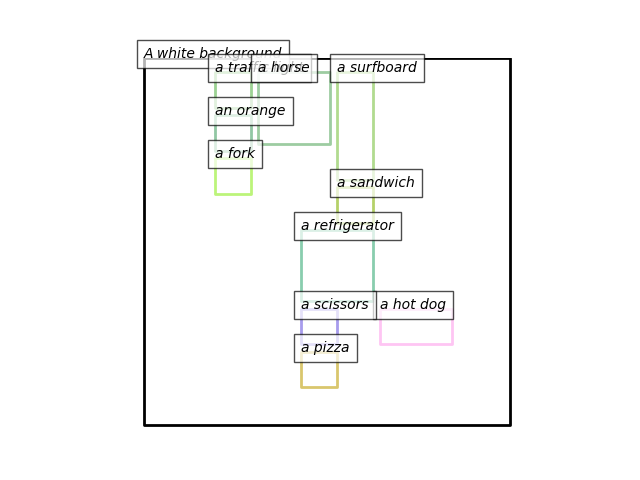 A white background
a traffic light
a horse
a surfboard
an orange
a fork
a sandwich
a refrigerator
a scissors
a hot dog
a pizza